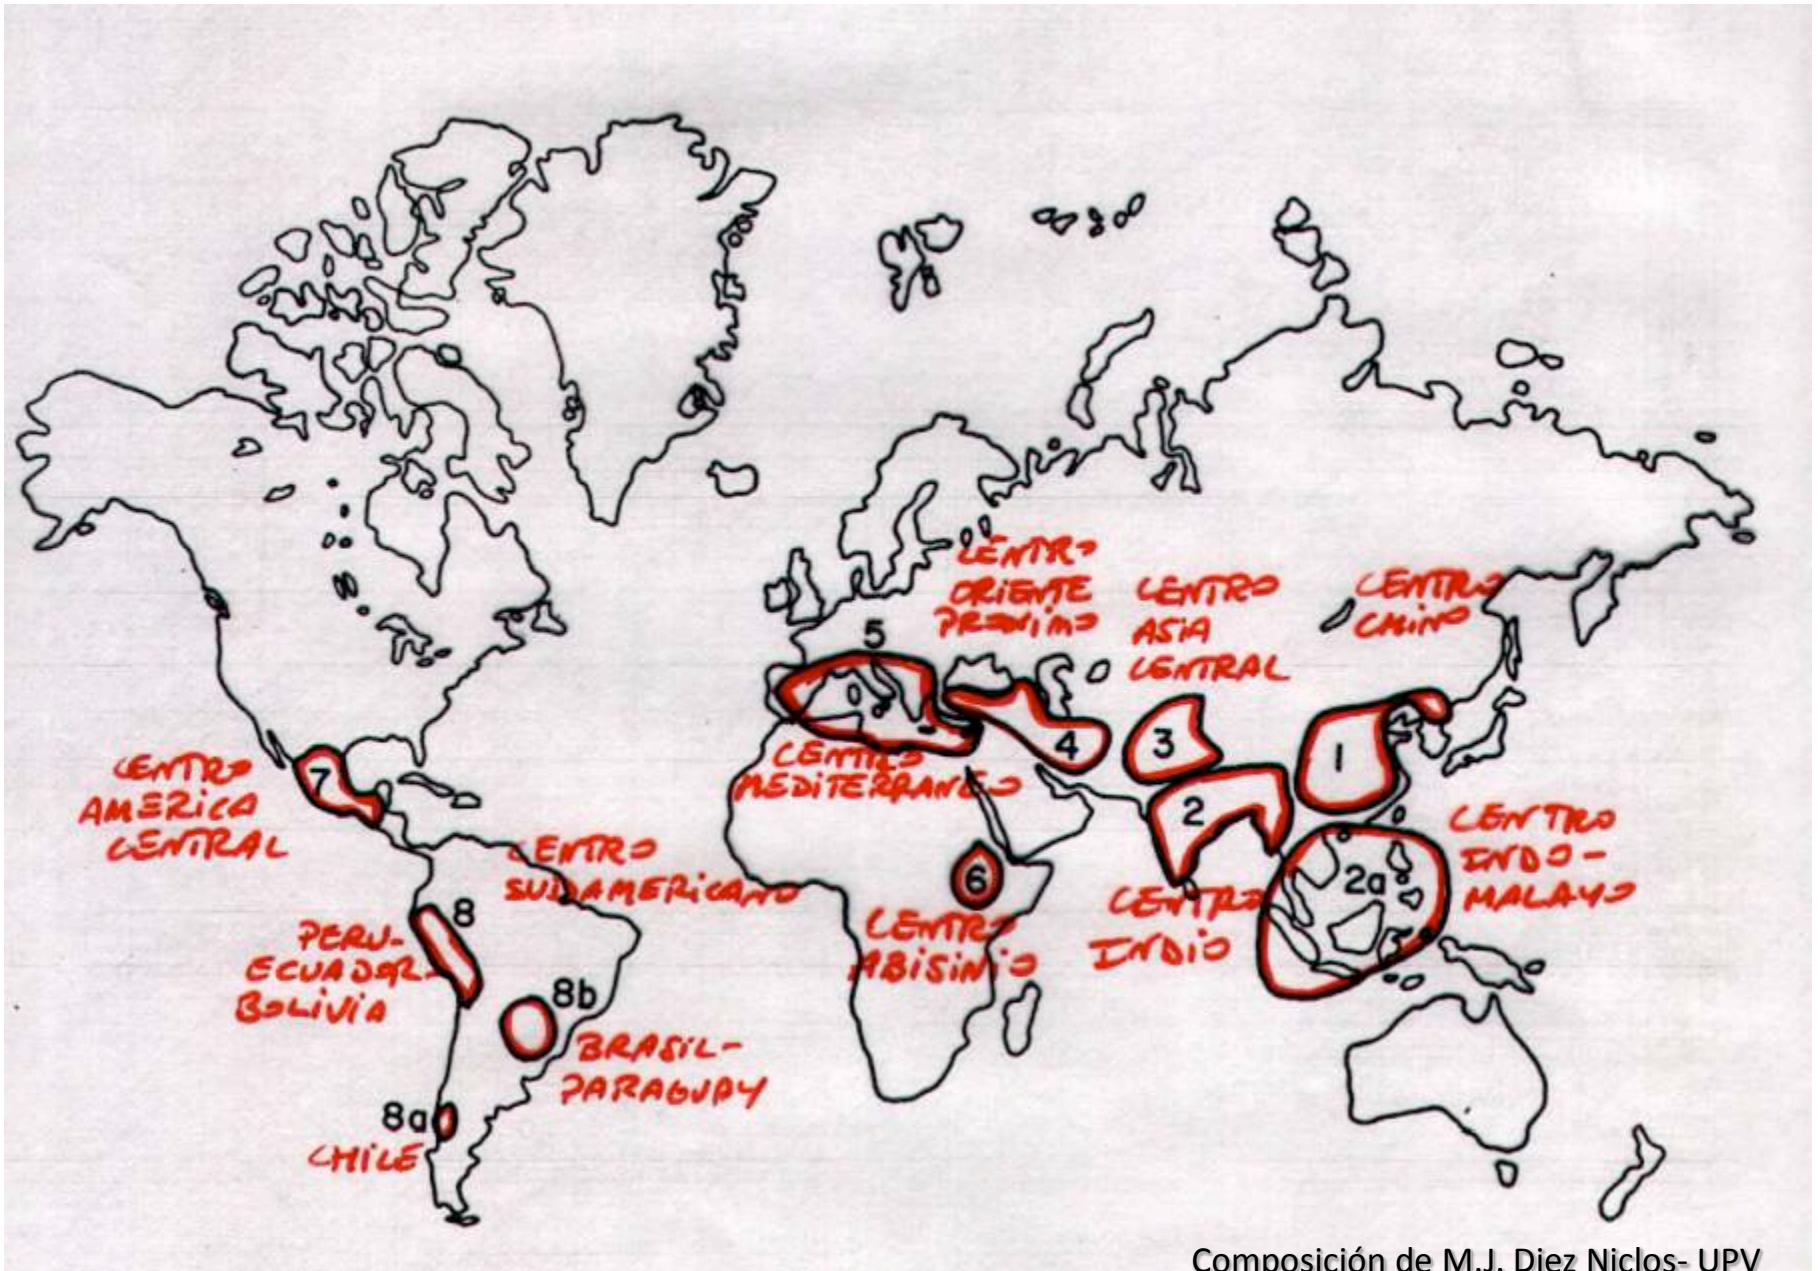 CENTRO
ORIENTE
PROXIMO
CENTRO
ASIA
CENTRAL
CENTRO
CHINO
5
4
3
1
CENTRO
MEDITERRANEO
7
CENTRO
AMERICA
CENTRAL
2
CENTRO
INDO-
MALAYO
2a
CENTRO
SUDAMERICANO
6
CENTRO
ABISINIO
CENTRO
INDIO
8
PERU-
ECUADOR-
BOLIVIA
8b
BRASIL-
PARAGUAY
8a
CHILE
Composición de M.J. Diez Niclos- UPV